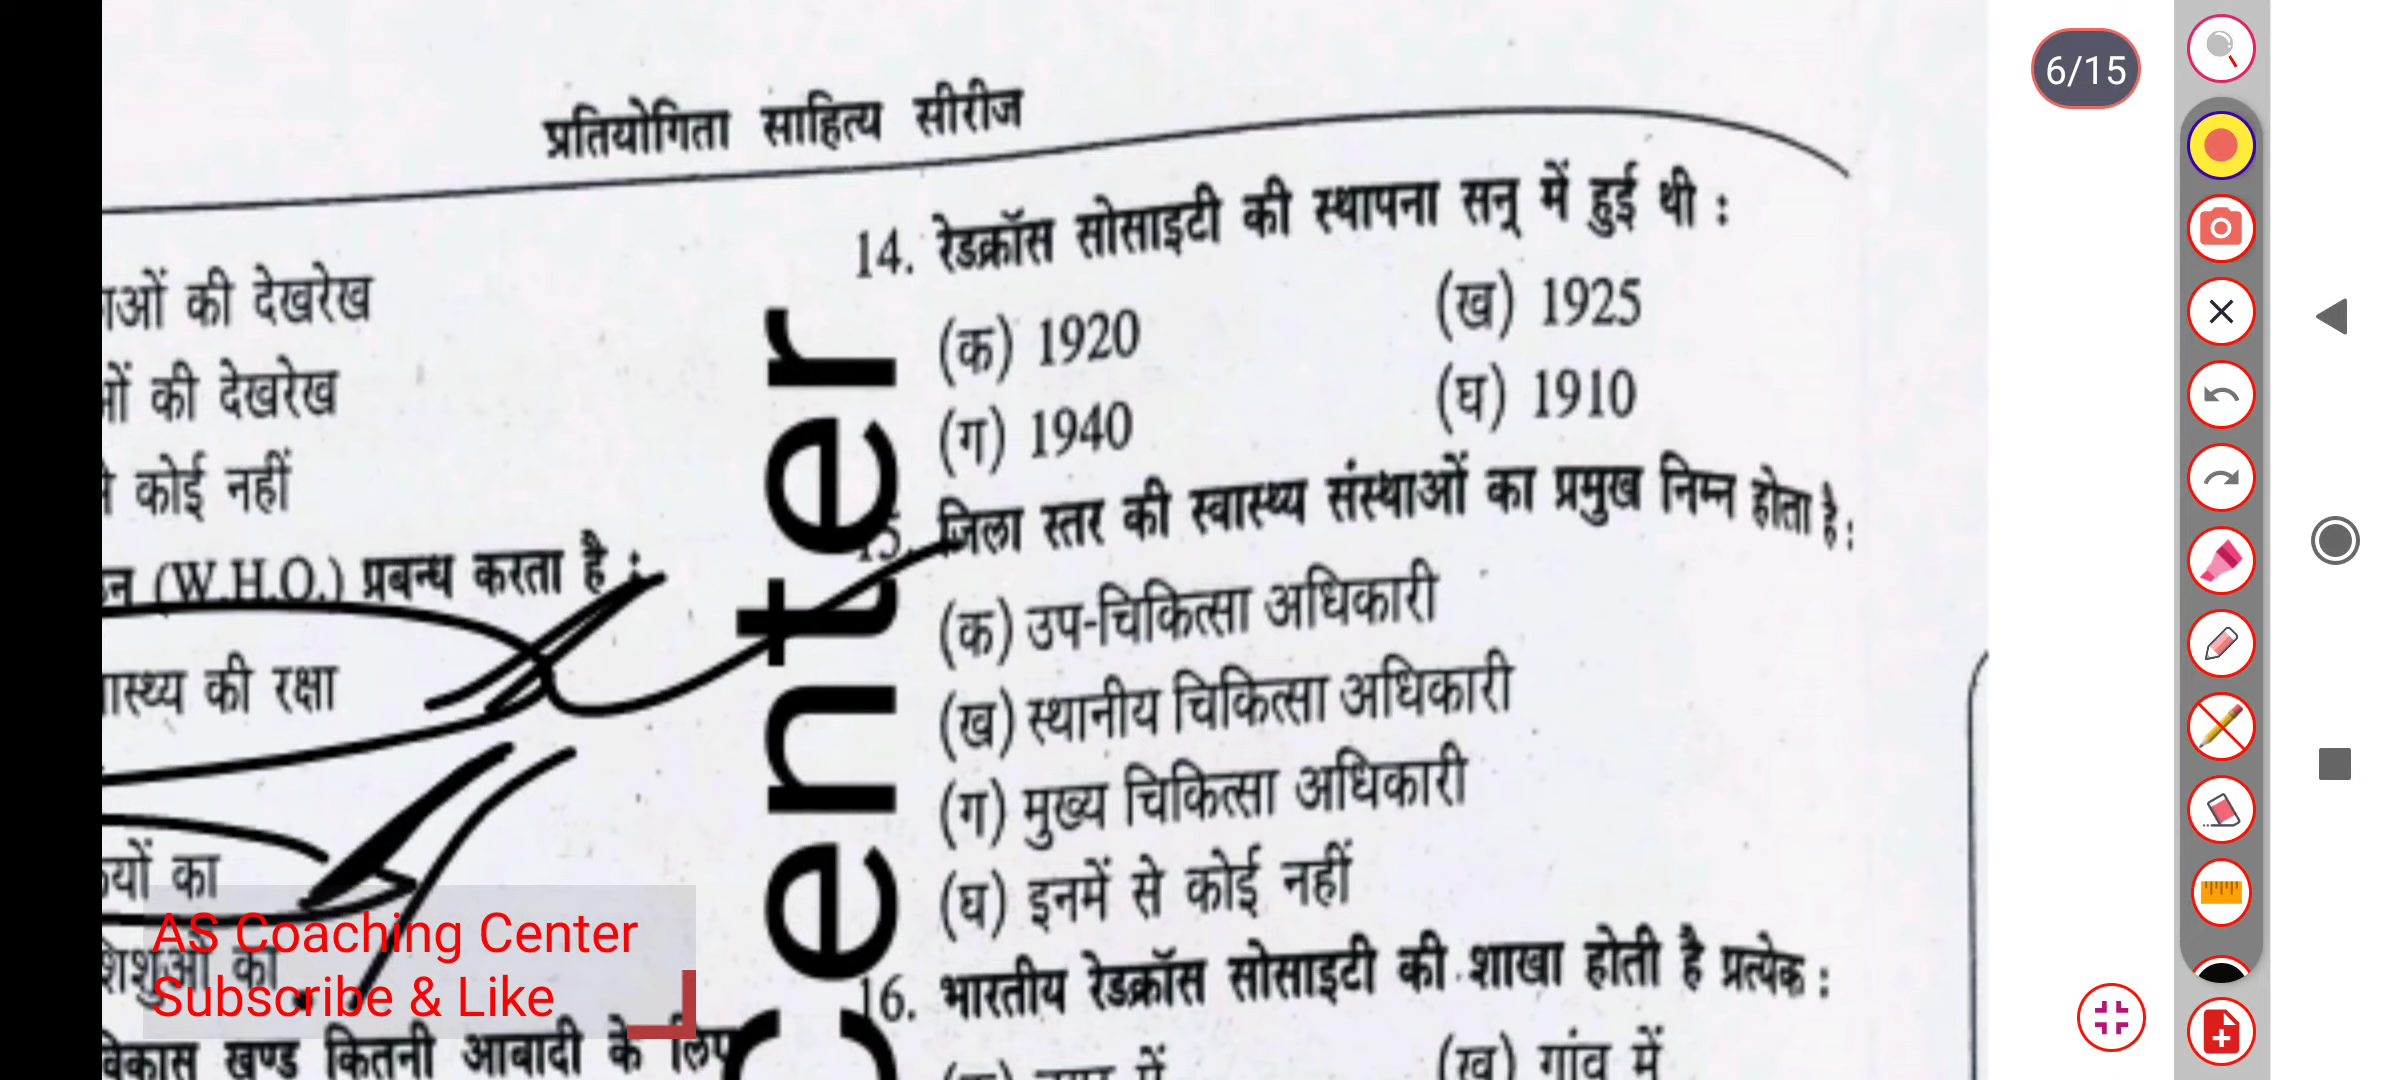 प्रतियोगिता साहित्य सीरीज
6/15
की देखरेख
की देखरेख
कोई नहीं
(W.H.O.) प्रबन्ध करता है :
की रक्षा
का
शिशुओं का
खण्ड कितनी आबादी के लिए
Center
14. रेडक्रॉस सोसाइटी की स्थापना सन् में हुई थी :
(क) 1920 (ख) 1925
(ग) 1940 (घ) 1910
15. जिला स्तर की स्वास्थ्य संस्थाओं का प्रमुख निम्न होता है :
(क) उप-चिकित्सा अधिकारी
(ख) स्थानीय चिकित्सा अधिकारी
(ग) मुख्य चिकित्सा अधिकारी
(घ) इनमें से कोई नहीं
16. भारतीय रेडक्रॉस सोसाइटी की शाखा होती है प्रत्येक :
(ख) गांव में
AS Coaching Center
Subscribe & Like